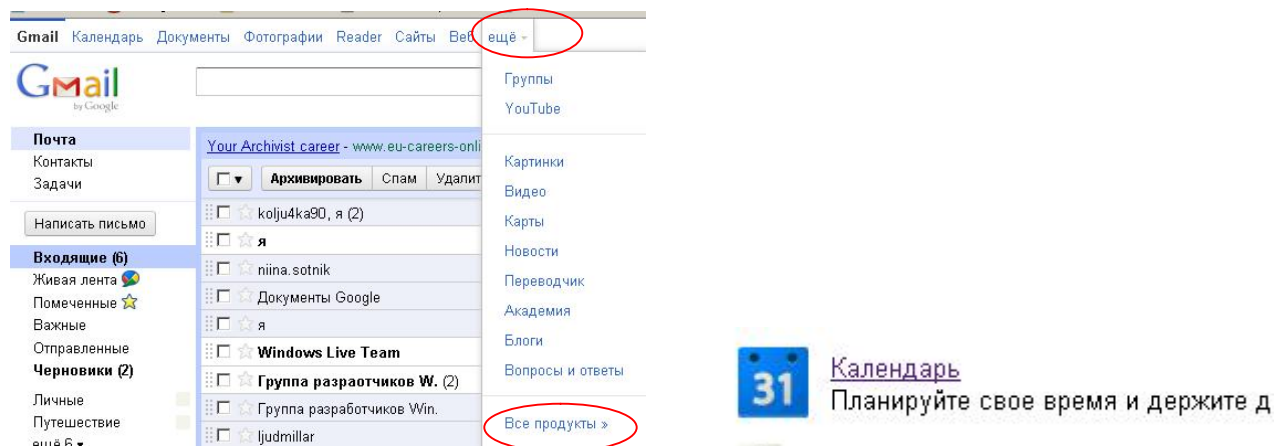 Gmail Календарь Документы Фотографии Reader Сайты Веб ещё
Gmail
by Google
Почта
Контакты
Задачи
Написать письмо
Входящие (6)
Живая лента
Помеченные
Важные
Отправленные
Черновики (2)
Личные
Путешествие
ещё 6 ▾
Your Archivist career - www.eu-careers-onli
Архивировать Спам Удалит
kolju4ka90, я (2)
я
niina.sotnik
Документы Google
я
Windows Live Team
Группа разраотчиков W. (2)
Группа разработчиков Win.
ljudmillar
Группы
YouTube
Картинки
Видео
Карты
Новости
Переводчик
Академия
Блоги
Вопросы и ответы
Все продукты »
31
Календарь
Планируйте свое время и держите д